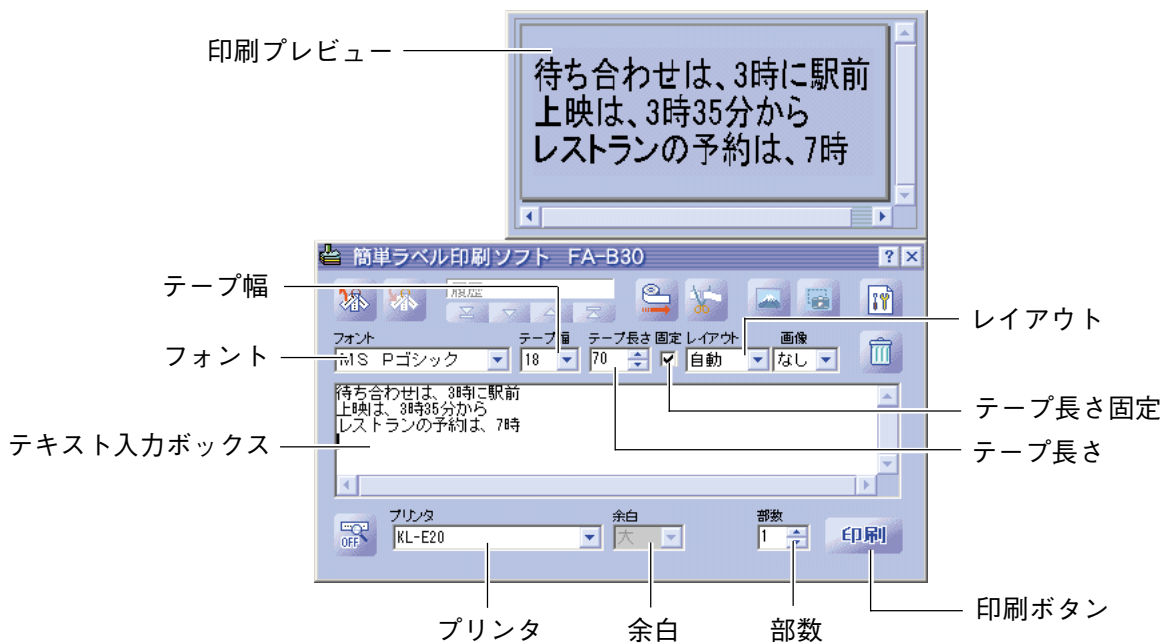 印刷プレビュー
待ち合わせは、3時に駅前
上映は、3時35分から
レストランの予約は、7時
簡単ラベル印刷ソフト FA-B30
テープ幅
履歴
レイアウト
フォント
フォント テープ幅 テープ長さ 固定 レイアウト 画像
MS Pゴシック 18 70 自動 なし
待ち合わせは、3時に駅前
上映は、3時35分から
レストランの予約は、7時
テープ長さ固定
テキスト入力ボックス
テープ長さ
プリンタ 余白 部数
OFF KL-E20 大 1 印刷
印刷ボタン
プリンタ 余白 部数